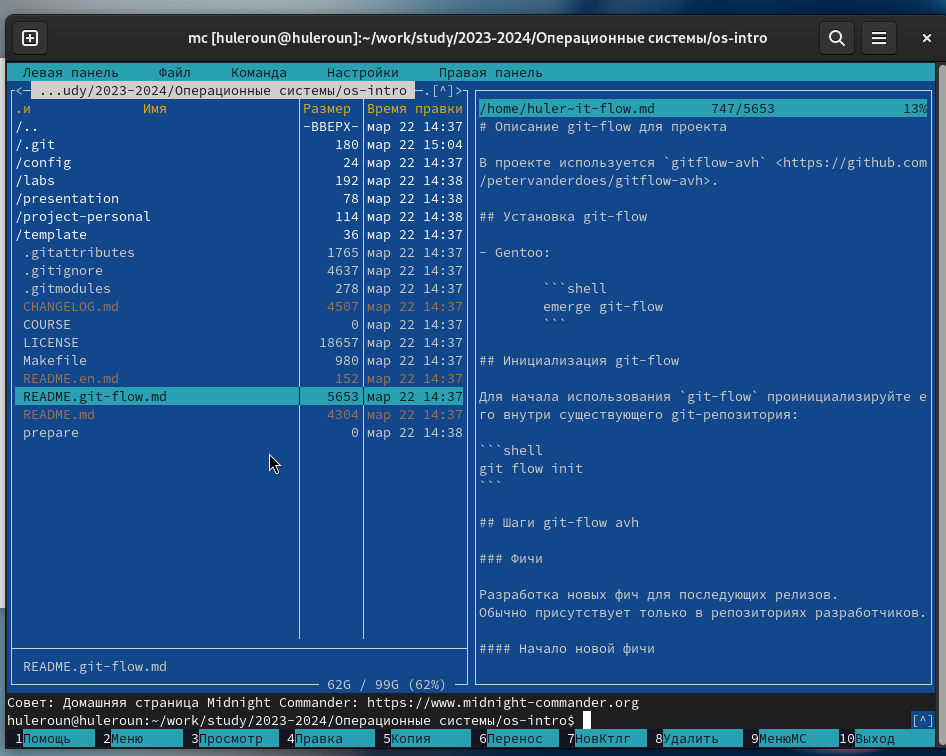 mc [huleroun@huleroun]:~/work/study/2023-2024/Операционные системы/os-intro
Левая панель Файл Команда Настройки Правая панель
<─ ...udy/2023-2024/Операционные системы/os-intro ─.[^]>
.и Имя Размер Время правки
/.. -ВВЕРХ- мар 22 14:37
/.git 180 мар 22 15:04
/config 24 мар 22 14:37
/labs 192 мар 22 14:38
/presentation 78 мар 22 14:38
/project-personal 114 мар 22 14:38
/template 36 мар 22 14:37
.gitattributes 1765 мар 22 14:37
.gitignore 4637 мар 22 14:37
.gitmodules 278 мар 22 14:37
CHANGELOG.md 4507 мар 22 14:37
COURSE 0 мар 22 14:37
LICENSE 18657 мар 22 14:37
Makefile 980 мар 22 14:37
README.en.md 152 мар 22 14:37
README.git-flow.md 5653 мар 22 14:37
README.md 4304 мар 22 14:37
prepare 0 мар 22 14:38
README.git-flow.md
62G / 99G (62%)
/home/huler~it-flow.md 747/5653 13%
# Описание git-flow для проекта
В проекте используется `gitflow-avh` <https://github.com
/petervanderdoes/gitflow-avh>.
## Установка git-flow
- Gentoo:
```shell
emerge git-flow
```
## Инициализация git-flow
Для начала использования `git-flow` проинициализируйте е
го внутри существующего git-репозитория:
```shell
git flow init
```
## Шаги git-flow avh
### Фичи
Разработка новых фич для последующих релизов.
Обычно присутствует только в репозиториях разработчиков.
#### Начало новой фичи
Совет: Домашняя страница Midnight Commander: https://www.midnight-commander.org
huleroun@huleroun:~/work/study/2023-2024/Операционные системы/os-intro$ [^]
1Помощь 2Меню 3Просмотр 4Правка 5Копия 6Перенос 7НовКтлг 8Удалить 9МенюМС 10Выход